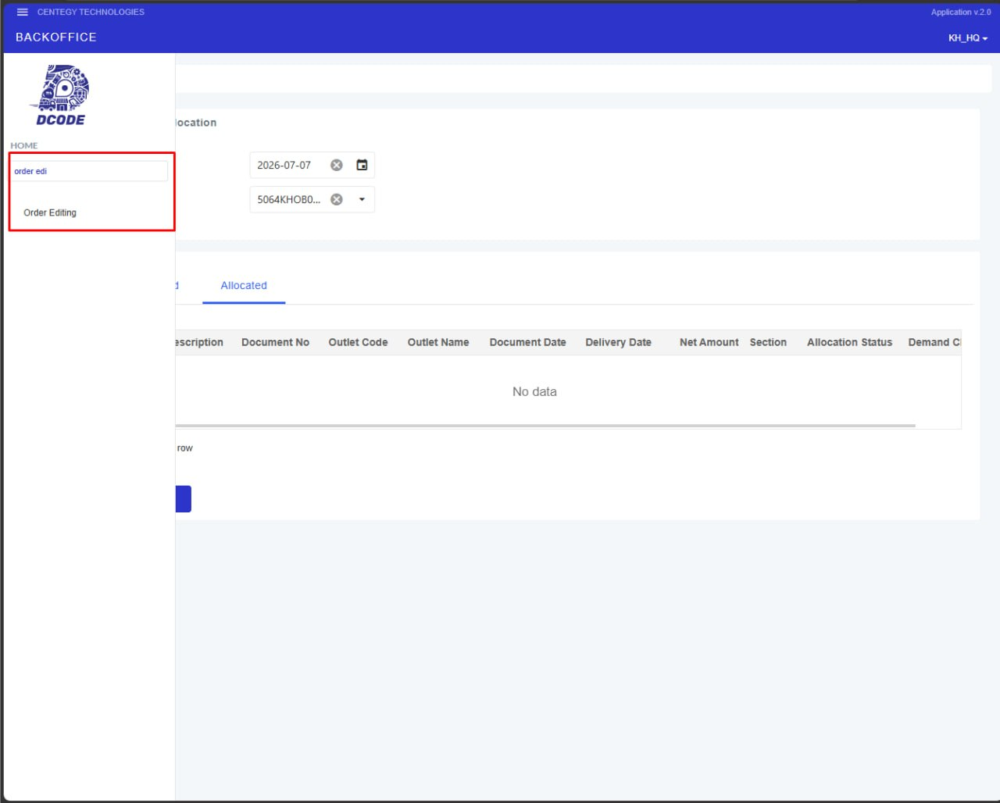 CENTEGY TECHNOLOGIES
Application v.2.0
BACKOFFICE
KH_HQ
DCODE
HOME
order edi
Order Editing
location
2026-07-07
5064KHOB0...
d
Allocated
escription Document No Outlet Code Outlet Name Document Date Delivery Date Net Amount Section Allocation Status Demand Cl
No data
row